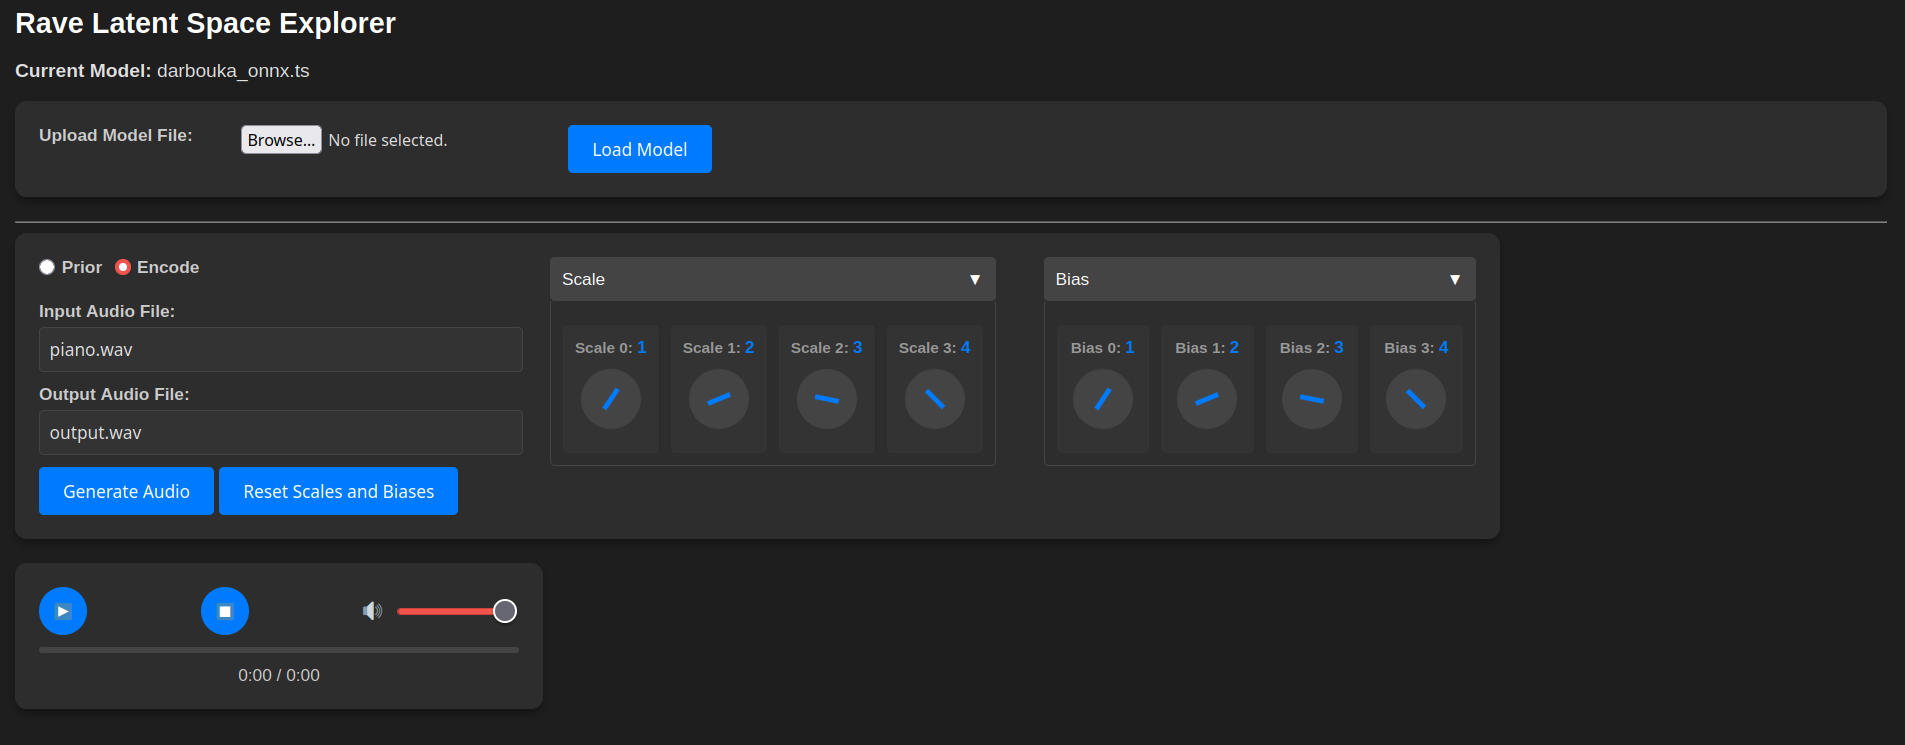 Rave Latent Space Explorer
Current Model: darbouka_onnx.ts
Upload Model File:
Browse... No file selected.
Load Model
Prior Encode
Input Audio File:
piano.wav
Output Audio File:
output.wav
Generate Audio
Reset Scales and Biases
Scale ▼
Scale 0: 1
Scale 1: 2
Scale 2: 3
Scale 3: 4
Bias ▼
Bias 0: 1
Bias 1: 2
Bias 2: 3
Bias 3: 4
0:00 / 0:00